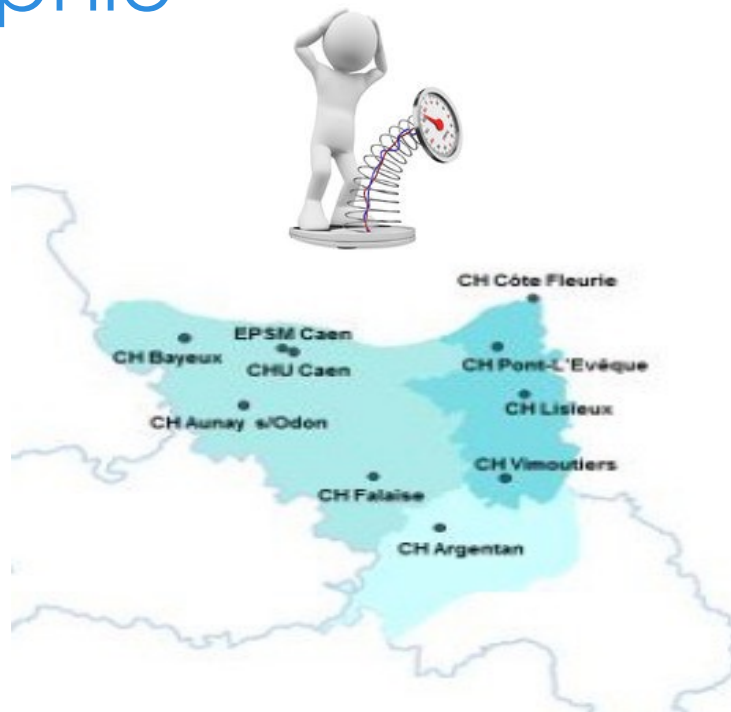 phie
CH Côte Fleurie
EPSM Caen
CH Bayeux
CHU Caen
CH Pont-L'Evêque
CH Lisieux
CH Aunay s/Odon
CH Vimoutiers
CH Falaise
CH Argentan